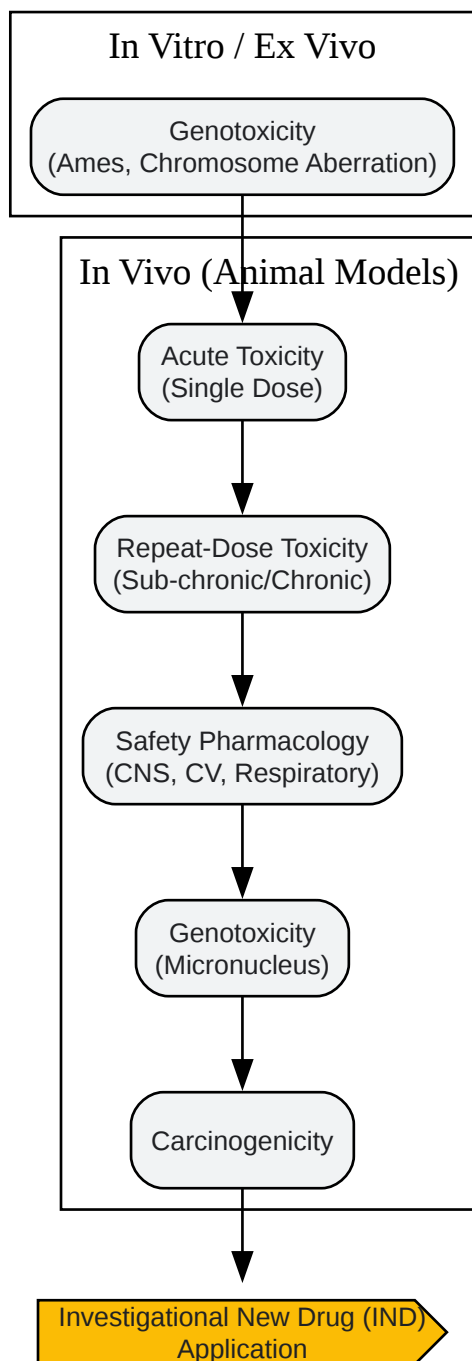 In Vitro / Ex Vivo
Genotoxicity
(Ames, Chromosome Aberration)
In Vivo (Animal Models)
Acute Toxicity
(Single Dose)
Repeat-Dose Toxicity
(Sub-chronic/Chronic)
Safety Pharmacology
(CNS, CV, Respiratory)
Genotoxicity
(Micronucleus)
Carcinogenicity
Investigational New Drug (IND)
Application